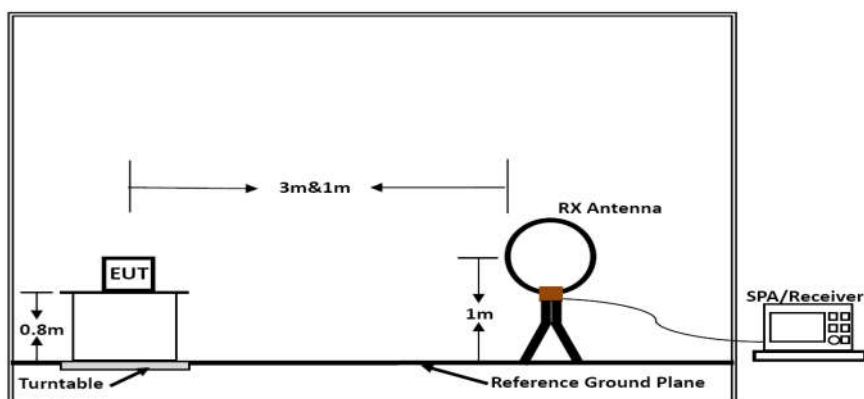 3m&1m
RX Antenna
EUT
SPA/Receiver
0.8m
1m
Turntable
Reference Ground Plane